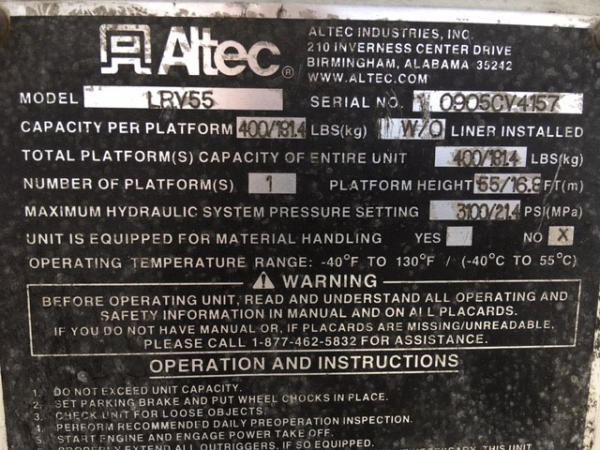 Altec®
ALTEC INDUSTRIES, INC.
210 INVERNESS CENTER DRIVE
BIRMINGHAM, ALABAMA 35242
WWW.ALTEC.COM
MODEL LRV55 SERIAL NO. 0905CV4157
CAPACITY PER PLATFORM 400/181.4 LBS(kg) W/O LINER INSTALLED
TOTAL PLATFORM(S) CAPACITY OF ENTIRE UNIT 400/181.4 LBS(kg)
NUMBER OF PLATFORM(S) 1 PLATFORM HEIGHT 55/16.8 FT(m)
MAXIMUM HYDRAULIC SYSTEM PRESSURE SETTING 3100/21.4 PSI(MPa)
UNIT IS EQUIPPED FOR MATERIAL HANDLING YES NO X
OPERATING TEMPERATURE RANGE: -40°F TO 130°F / (-40°C TO 55°C)
WARNING
BEFORE OPERATING UNIT, READ AND UNDERSTAND ALL OPERATING AND
SAFETY INFORMATION IN MANUAL AND ON ALL PLACARDS.
IF YOU DO NOT HAVE MANUAL OR, IF PLACARDS ARE MISSING/UNREADABLE,
PLEASE CALL 1-877-462-5832 FOR ASSISTANCE.
OPERATION AND INSTRUCTIONS
1. DO NOT EXCEED UNIT CAPACITY.
2. SET PARKING BRAKE AND PUT WHEEL CHOCKS IN PLACE.
3. CHECK UNIT FOR LOOSE OBJECTS.
4. PERFORM RECOMMENDED DAILY PREOPERATION INSPECTION.
5. START ENGINE AND ENGAGE POWER TAKE OFF.
PROPERLY EXTEND ALL OUTRIGGERS, IF SO EQUIPPED.
THIS UNIT